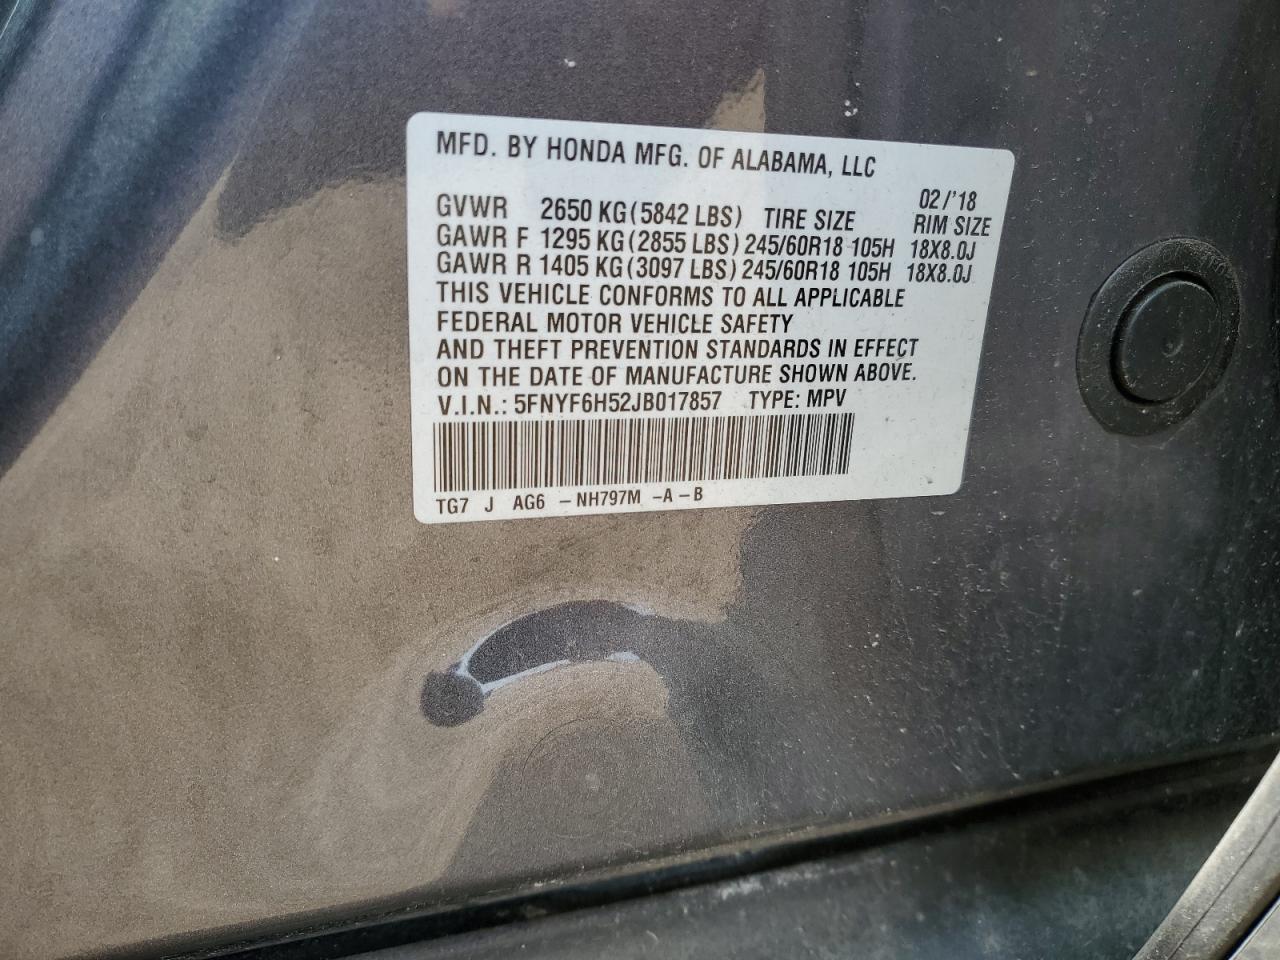 MFD. BY HONDA MFG. OF ALABAMA, LLC
02/'18
GVWR 2650 KG(5842 LBS) TIRE SIZE RIM SIZE
GAWR F 1295 KG(2855 LBS) 245/60R18 105H 18X8.0J
GAWR R 1405 KG(3097 LBS) 245/60R18 105H 18X8.0J
THIS VEHICLE CONFORMS TO ALL APPLICABLE
FEDERAL MOTOR VEHICLE SAFETY
AND THEFT PREVENTION STANDARDS IN EFFECT
ON THE DATE OF MANUFACTURE SHOWN ABOVE.
V.I.N.: 5FNYF6H52JB017857 TYPE: MPV
TG7 J AG6 -NH797M -A-B